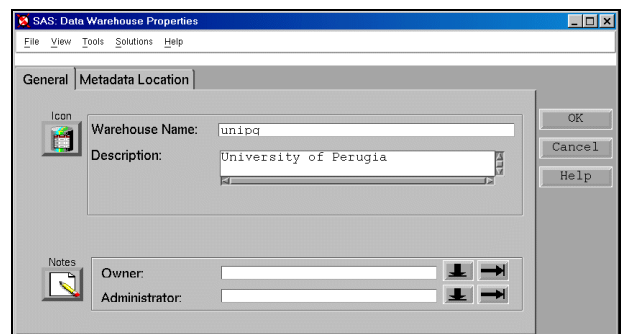 SAS: Data Warehouse Properties
File View Tools Solutions Help
General Metadata Location
Icon
Warehouse Name: unipg
Description: University of Perugia
OK
Cancel
Help
Notes
Owner:
Administrator: